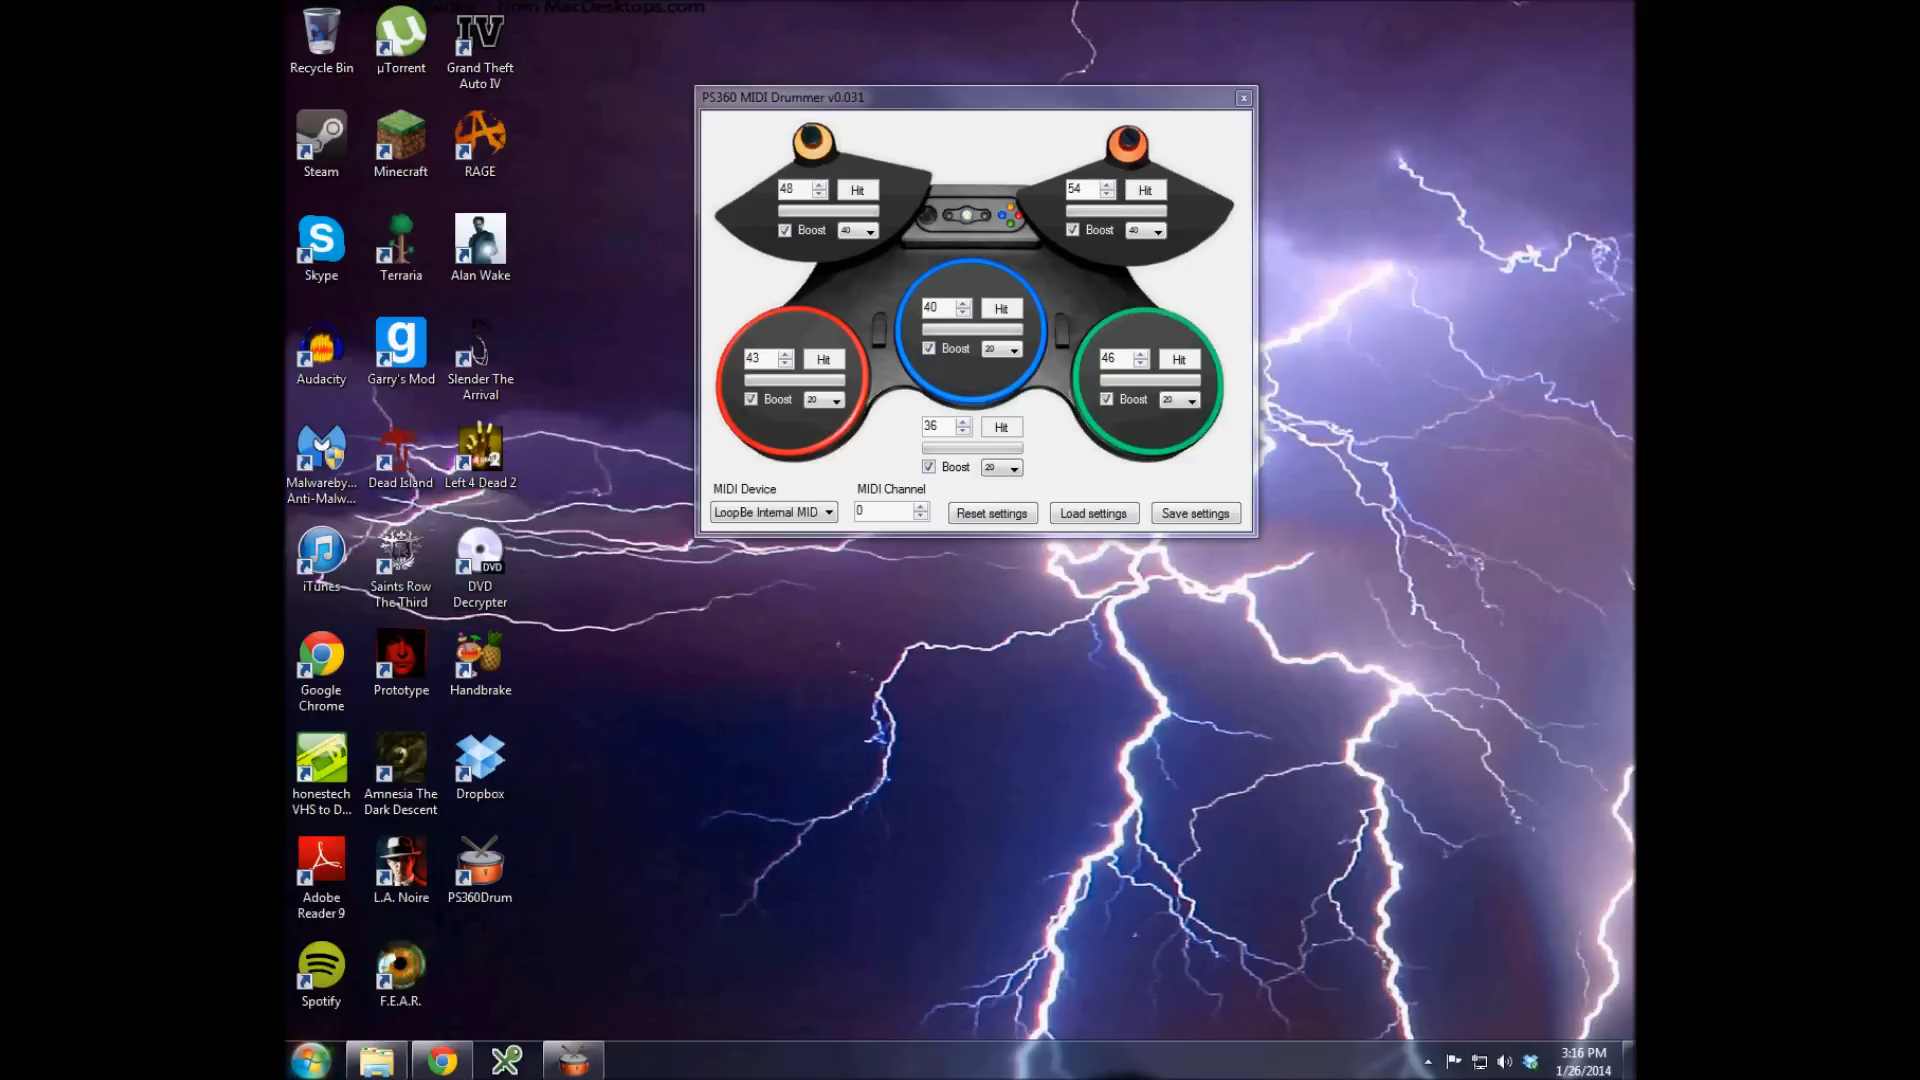 from MacDesktops.com
Recycle Bin
µTorrent
Grand Theft
Auto IV
Steam
Minecraft
RAGE
Skype
Terraria
Alan Wake
Audacity
Garry's Mod
Slender The
Arrival
Malwareby...
Anti-Malw...
Dead Island
Left 4 Dead 2
iTunes
Saints Row
The Third
DVD
Decrypter
Google
Chrome
Prototype
Handbrake
honestech
VHS to D...
Amnesia The
Dark Descent
Dropbox
Adobe
Reader 9
L.A. Noire
PS360Drum
Spotify
F.E.A.R.
PS360 MIDI Drummer v0.031
48 Hit
Boost 40
54 Hit
Boost 40
40 Hit
Boost 20
43 Hit
Boost 20
46 Hit
Boost 20
36 Hit
Boost 20
MIDI Device
MIDI Channel
LoopBe Internal MID
0
Reset settings
Load settings
Save settings
3:16 PM
1/26/2014